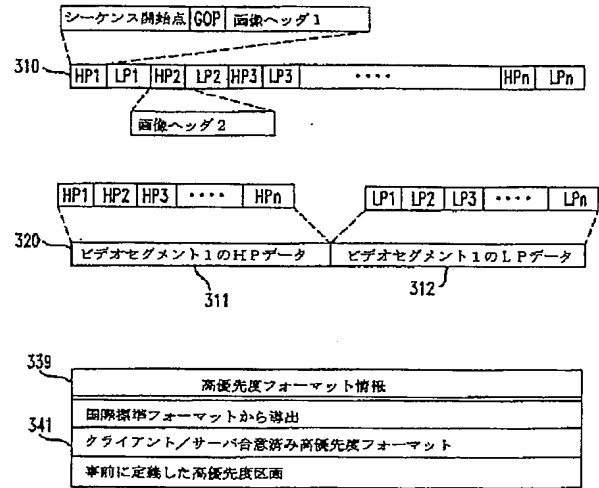 シーケンス開始点 GOP 画像ヘッダ1
310 HP1 LP1 HP2 LP2 HP3 LP3 ・・・・ HPn LPn
画像ヘッダ2
HP1 HP2 HP3 ・・・・ HPn LP1 LP2 LP3 ・・・・ LPn
320 ビデオセグメント1のHPデータ ビデオセグメント1のLPデータ
311 312
339 高優先度フォーマット情報
国際標準フォーマットから導出
341 クライアント/サーバ合意済み高優先度フォーマット
事前に定義した高優先度区画